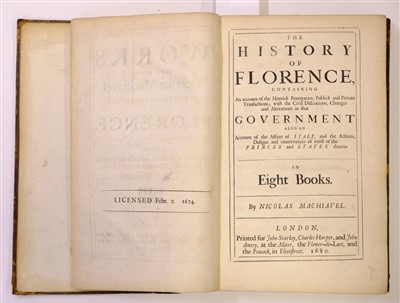 LICENSED Febr. 2. 1674.
THE
HISTORY
OF
FLORENCE,
CONTAINING
An account of the Domestick Enterprizes, Publick and Private
Transactions, with the Civil Dissentions, Changes
and Alterations in that
GOVERNMENT
ALSO AN
Account of the Affairs of ITALY, and the Actions,
Designs and contrivances of most of the
PRINCES and STATES therein
IN
Eight Books.
By NICOLAS MACHIAVEL.
LONDON,
Printed for John Starkey, Charles Harper, and John
Amery, at the Miter, the Flower-de-Luce, and
the Peacock, in Fleetstreet. 1680.